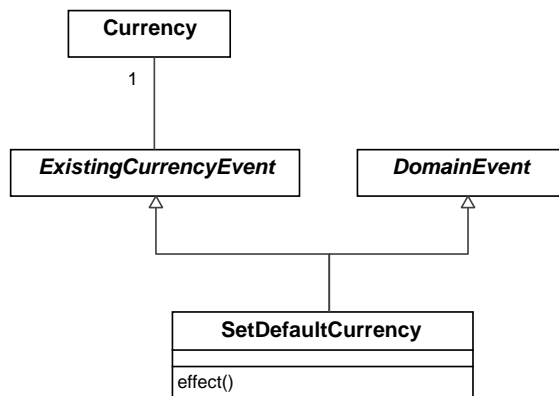 Currency
1
ExistingCurrencyEvent
DomainEvent
SetDefaultCurrency
effect()